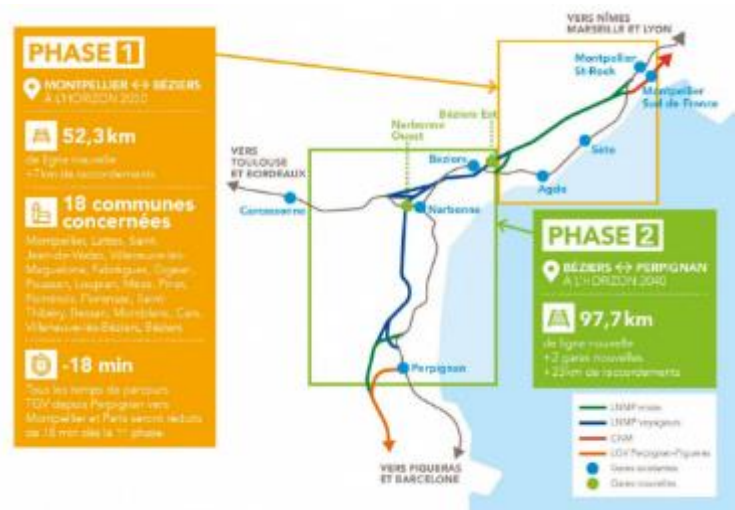 PHASE 1
MONTPELLIER <-> BÉZIERS
À L'HORIZON
52,3km
de ligne nouvelle
+7km de raccordements
18 communes
concernées
Montpellier, Lattes, Saint-
Jean-de-Védas, Villeneuve-lès-
Maguelone, Fabrègues, Gigean,
Poussan, Loupian, Mèze, Pinet,
Pomérols, Florensac, Saint-
Thibéry, Bessan, Montblanc, Cers,
Villeneuve-lès-Béziers, Béziers
-18 min
Tous les temps de parcours
TGV depuis Perpignan vers
Montpellier et Paris seront réduits
de 18 min dès la 1ère phase
VERS NÎMES
MARSEILLE ET LYON
Montpellier
St-Roch
Montpellier
Sud de France
Béziers Est
Narbonne
Ouest
Sète
Béziers
Agde
VERS
TOULOUSE
ET BORDEAUX
Carcassonne
Narbonne
Perpignan
VERS FIGUERAS
ET BARCELONE
PHASE 2
BÉZIERS <-> PERPIGNAN
À L'HORIZON 2040
97,7km
de ligne nouvelle
+2 gares nouvelles
+23km de raccordements
LNMP mixte
LNMP voyageurs
CNM
LGV Perpignan-Figueras
Gares existantes
Gares nouvelles